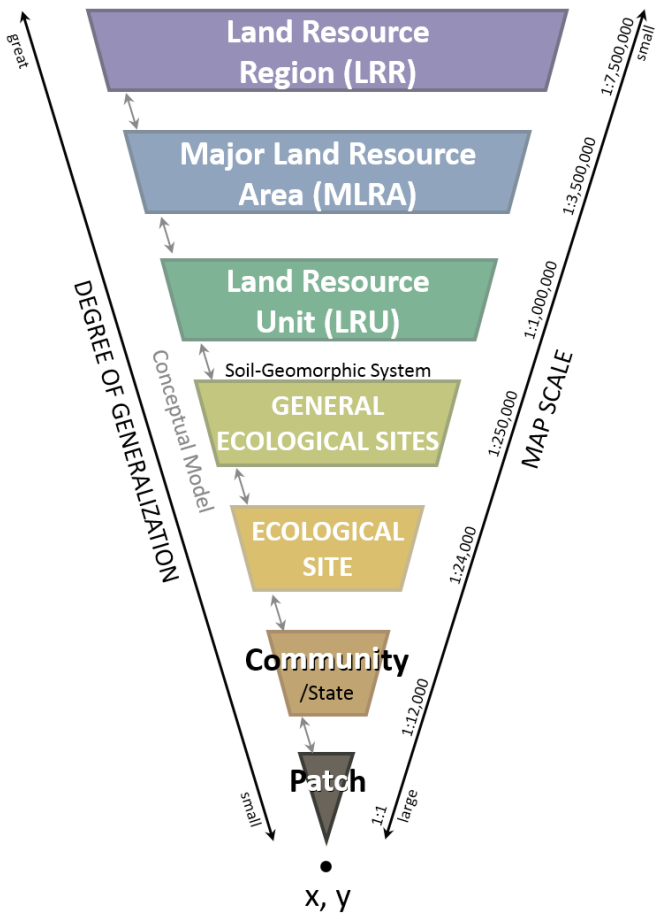 great
small
Land Resource
Region (LRR)
1:7,500,000
Major Land Resource
Area (MLRA)
1:3,500,000
Land Resource
Unit (LRU)
1:1,000,000
DEGREE OF GENERALIZATION
Conceptual Model
MAP SCALE
Soil-Geomorphic System
GENERAL
ECOLOGICAL SITES
1:250,000
ECOLOGICAL
SITE
1:24,000
Community
/State
1:12,000
Patch
1:1
small
large
x, y